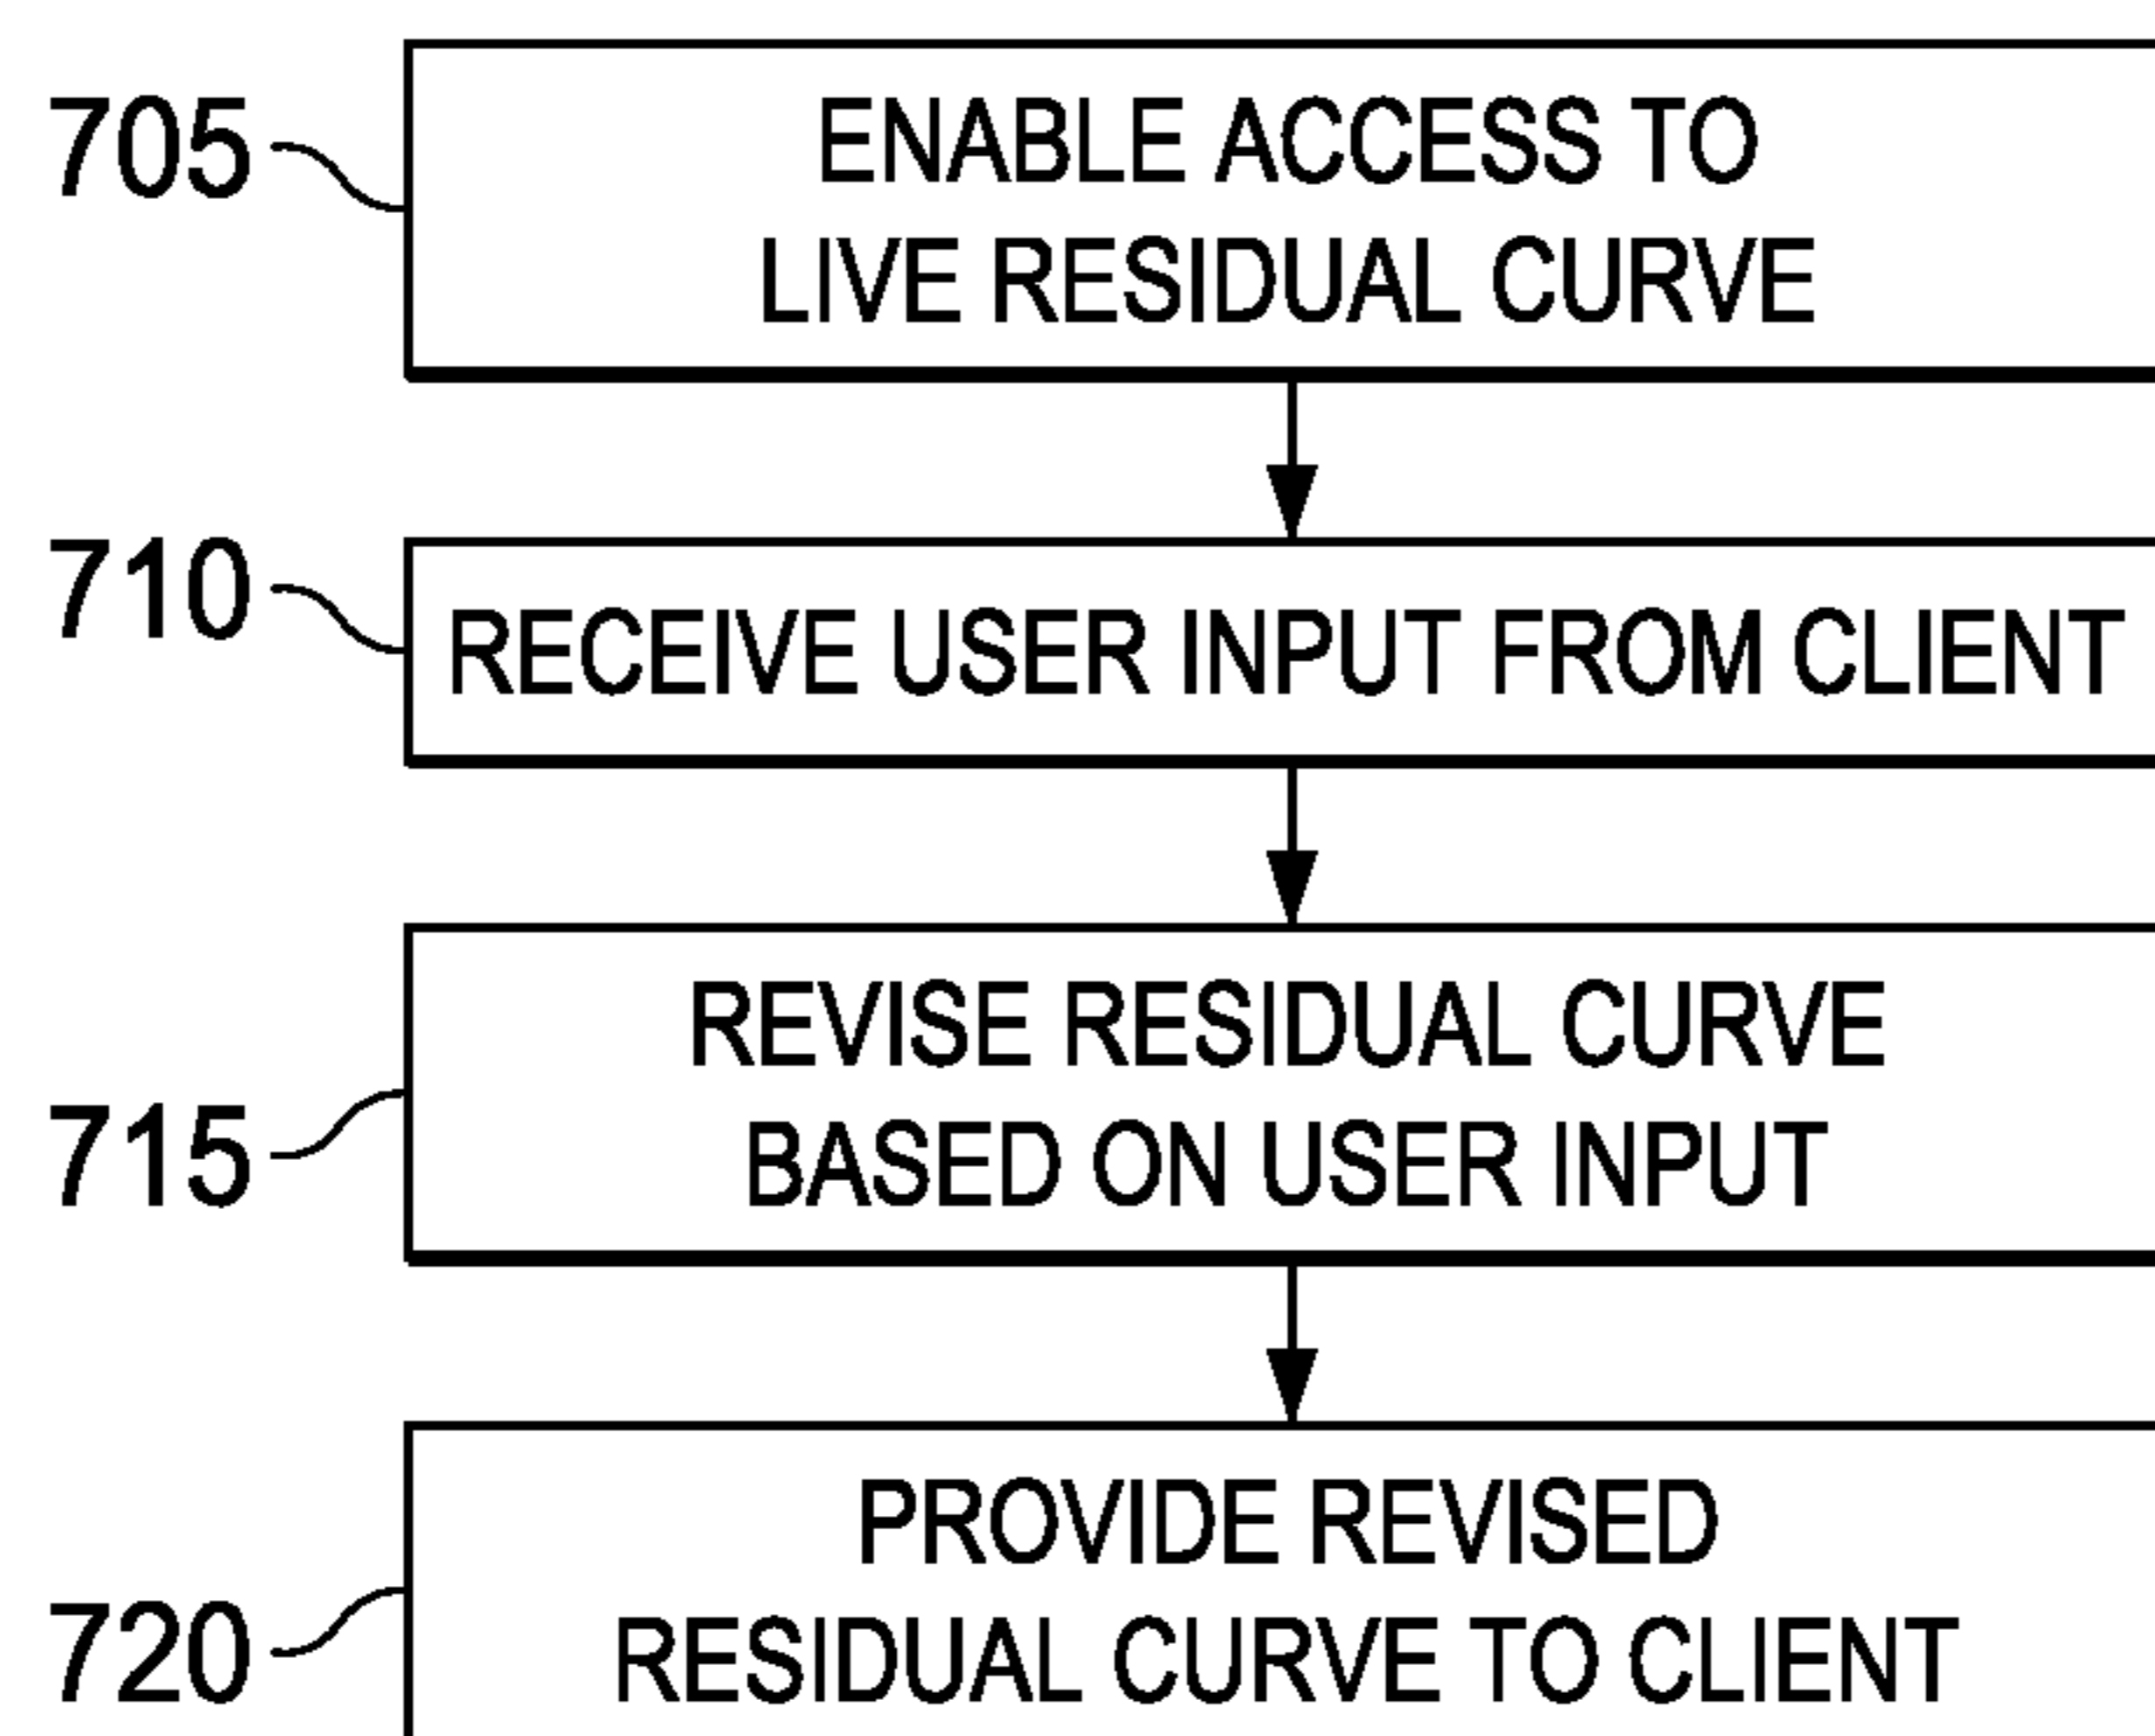 705
ENABLE ACCESS TO
LIVE RESIDUAL CURVE
710
RECEIVE USER INPUT FROM CLIENT
REVISE RESIDUAL CURVE
715
BASED ON USER INPUT
PROVIDE REVISED
720
RESIDUAL CURVE TO CLIENT